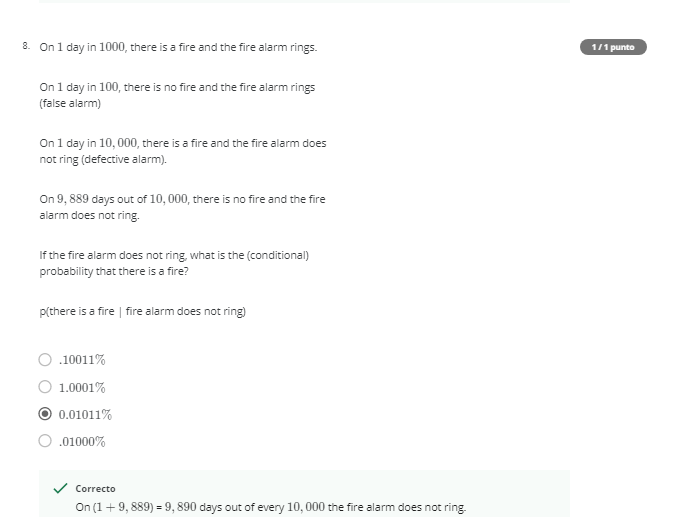 8. On 1 day in 1000, there is a fire and the fire alarm rings.
1 / 1 punto
On 1 day in 100, there is no fire and the fire alarm rings
(false alarm)
On 1 day in 10, 000, there is a fire and the fire alarm does
not ring (defective alarm).
On 9, 889 days out of 10, 000, there is no fire and the fire
alarm does not ring.
If the fire alarm does not ring, what is the (conditional)
probability that there is a fire?
p(there is a fire | fire alarm does not ring)
.10011%
1.0001%
0.01011%
.01000%
Correcto
On (1 + 9, 889) = 9, 890 days out of every 10, 000 the fire alarm does not ring.